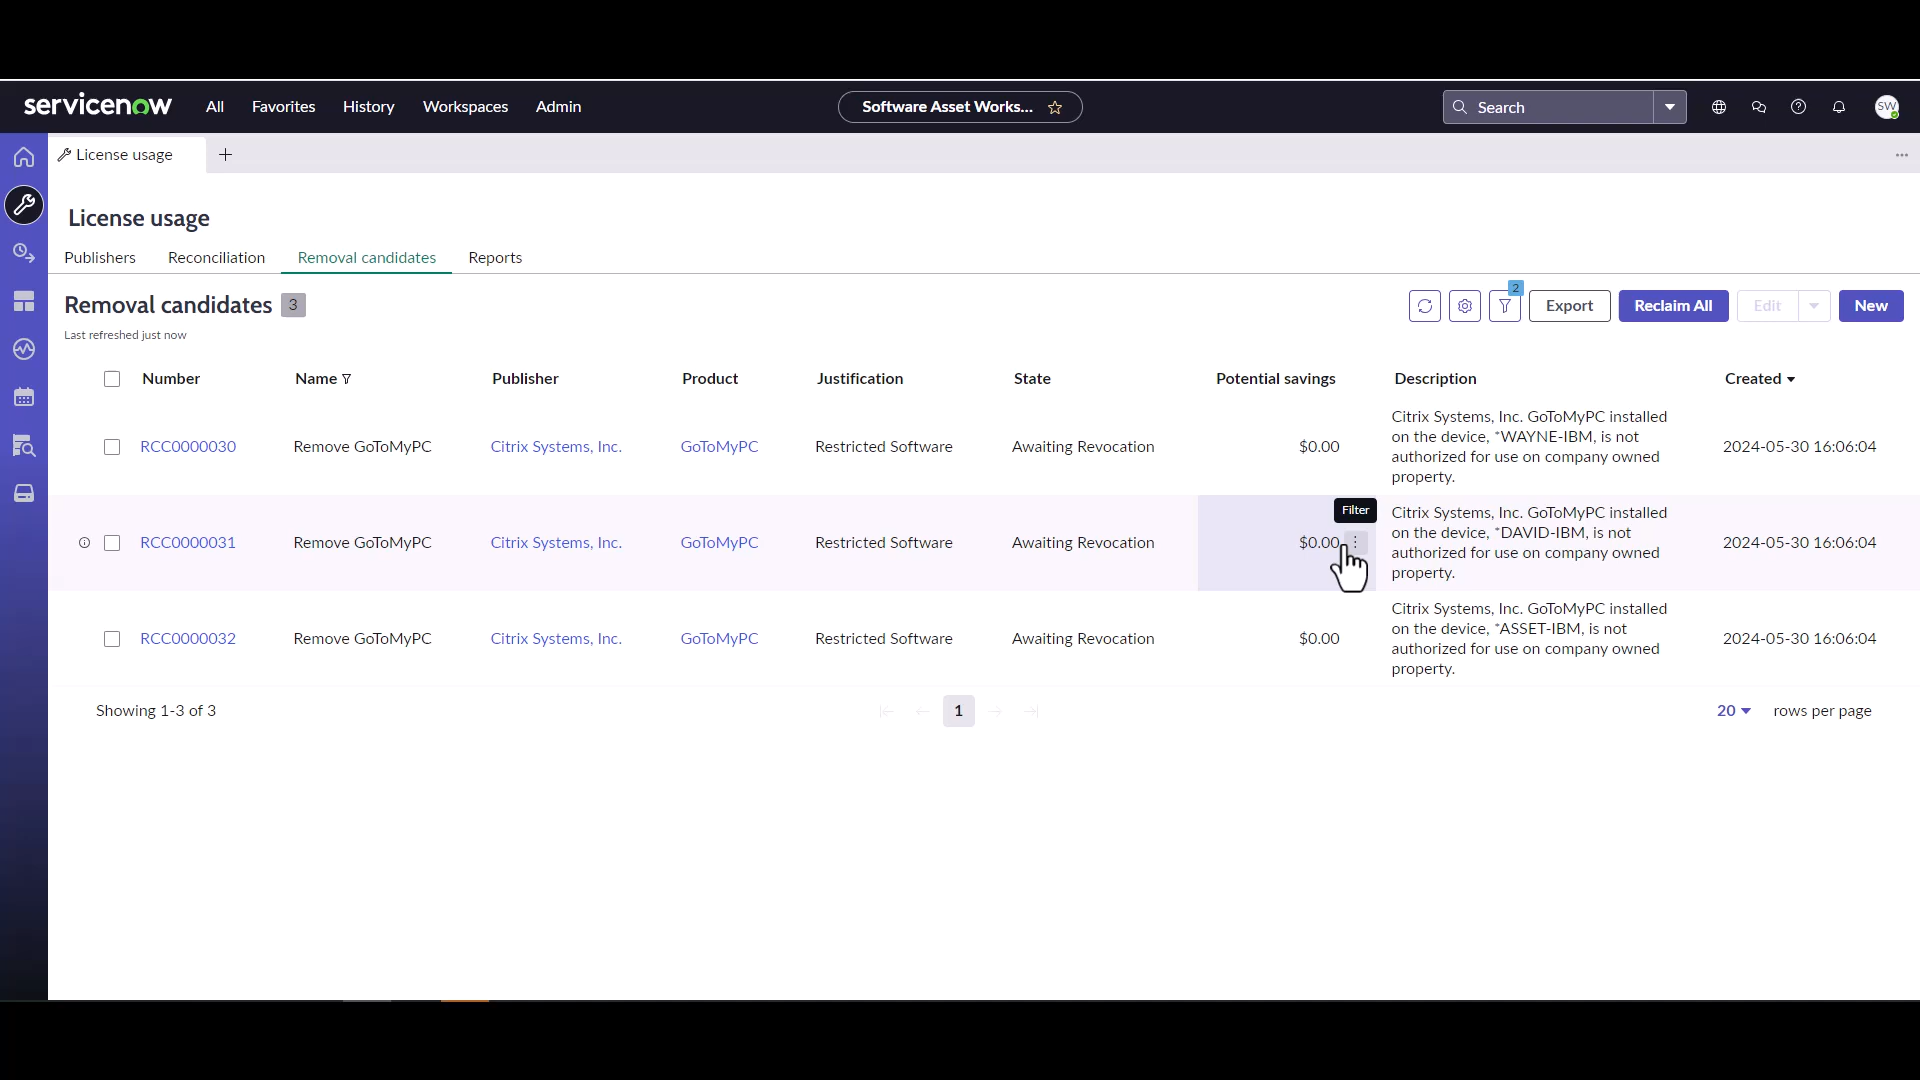 servicenow All Favorites History Workspaces Admin Software Asset Works... Search SW
License usage
License usage
Publishers Reconciliation Removal candidates Reports
Removal candidates 3 2 Export Reclaim All Edit New
Last refreshed just now
Number Name Publisher Product Justification State Potential savings Description Created
RCC0000030 Remove GoToMyPC Citrix Systems, Inc. GoToMyPC Restricted Software Awaiting Revocation $0.00 Citrix Systems, Inc. GoToMyPC installed
on the device, *WAYNE-IBM, is not
authorized for use on company owned
property.
2024-05-30 16:06:04
Filter
RCC0000031 Remove GoToMyPC Citrix Systems, Inc. GoToMyPC Restricted Software Awaiting Revocation $0.00 Citrix Systems, Inc. GoToMyPC installed
on the device, *DAVID-IBM, is not
authorized for use on company owned
property.
2024-05-30 16:06:04
RCC0000032 Remove GoToMyPC Citrix Systems, Inc. GoToMyPC Restricted Software Awaiting Revocation $0.00 Citrix Systems, Inc. GoToMyPC installed
on the device, *ASSET-IBM, is not
authorized for use on company owned
property.
2024-05-30 16:06:04
Showing 1-3 of 3 1 20 rows per page